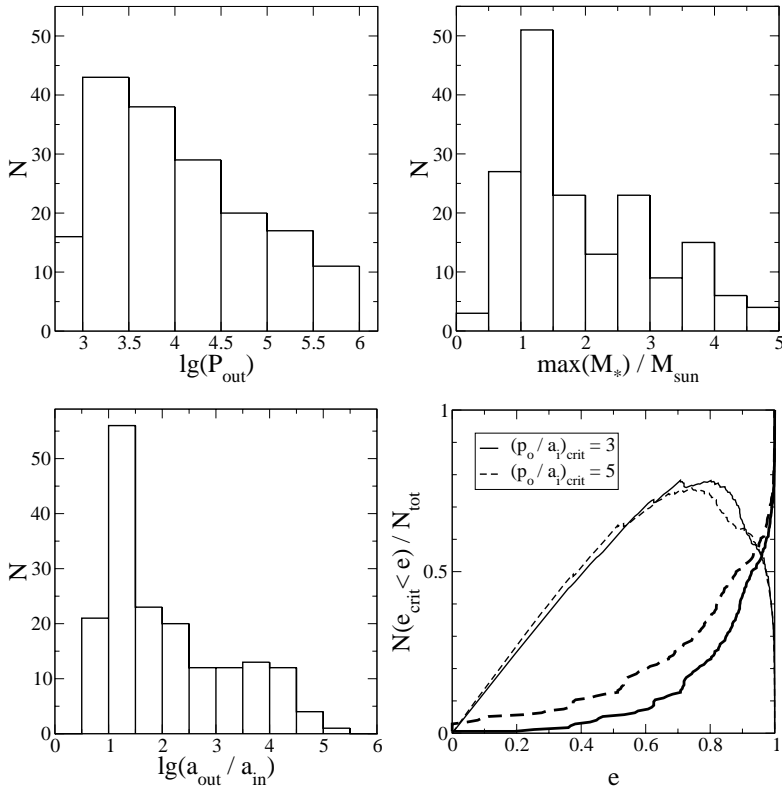 50
40
30
20
10
0
N
3 3.5 4 4.5 5 5.5 6
lg(P_out)
50
40
30
20
10
0
N
0 1 2 3 4 5
max(M_*) / M_sun
50
40
30
20
10
0
N
0 1 2 3 4 5 6
lg(a_out / a_in)
1
0.5
0
N(e_crit < e) / N_tot
(p_o / a_i)_crit = 3
(p_o / a_i)_crit = 5
0 0.2 0.4 0.6 0.8 1
e